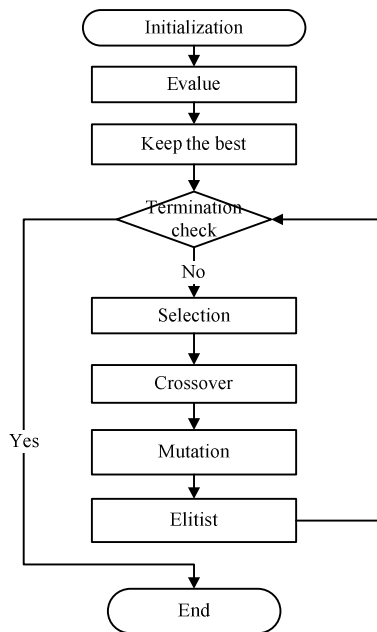 Initialization
Evalue
Keep the best
Termination
check
No
Selection
Crossover
Yes
Mutation
Elitist
End